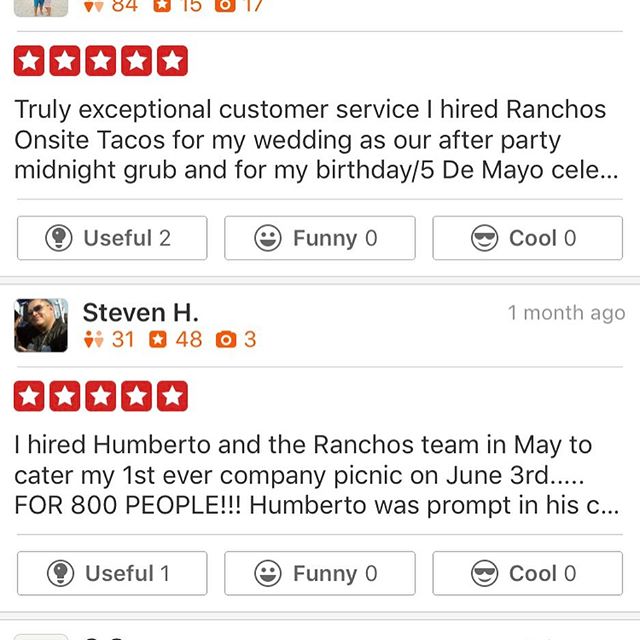 84 15 17
Truly exceptional customer service I hired Ranchos
Onsite Tacos for my wedding as our after party
midnight grub and for my birthday/5 De Mayo cele...
Useful 2 Funny 0 Cool 0
Steven H. 1 month ago
31 48 3
I hired Humberto and the Ranchos team in May to
cater my 1st ever company picnic on June 3rd.....
FOR 800 PEOPLE!!! Humberto was prompt in his c...
Useful 1 Funny 0 Cool 0